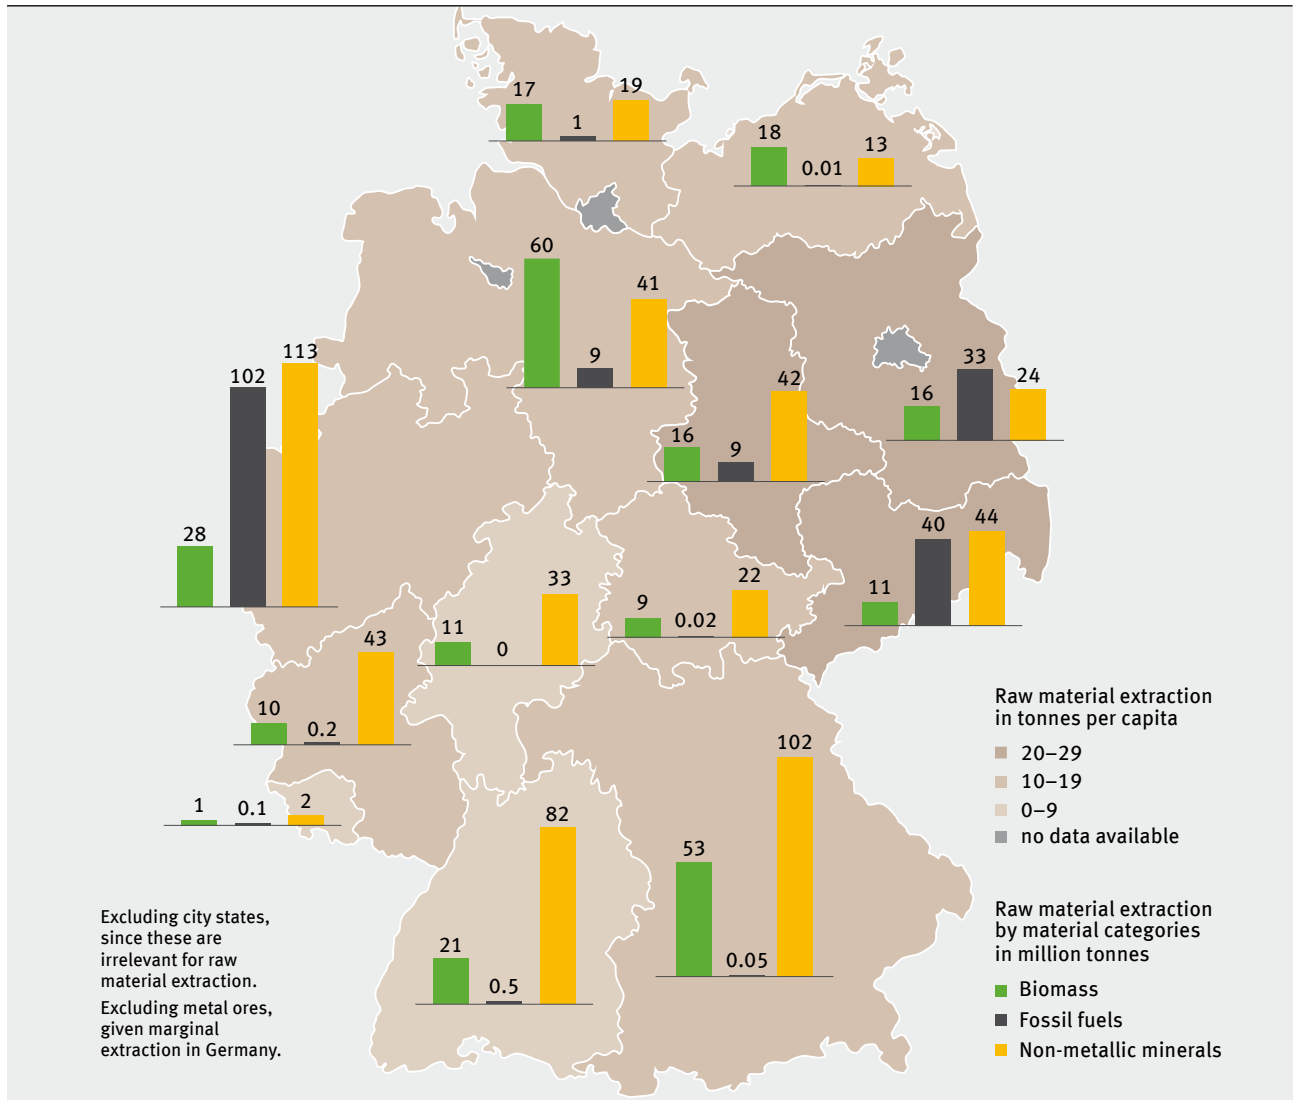 17
1
19
18
0.01
13
60
9
41
102
113
28
16
9
42
16
33
24
11
40
44
9
0.02
22
11
0
33
10
0.2
43
1
0.1
2
21
0.5
82
53
0.05
102
Raw material extraction
in tonnes per capita
20–29
10–19
0–9
no data available
Raw material extraction
by material categories
in million tonnes
Biomass
Fossil fuels
Non-metallic minerals
Excluding city states,
since these are
irrelevant for raw
material extraction.
Excluding metal ores,
given marginal
extraction in Germany.